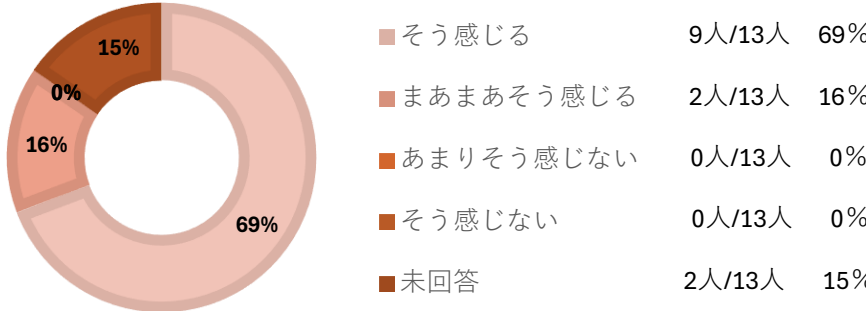 15%
0%
16%
69%
そう感じる 9人/13人 69%
まあまあそう感じる 2人/13人 16%
あまりそう感じない 0人/13人 0%
そう感じない 0人/13人 0%
未回答 2人/13人 15%